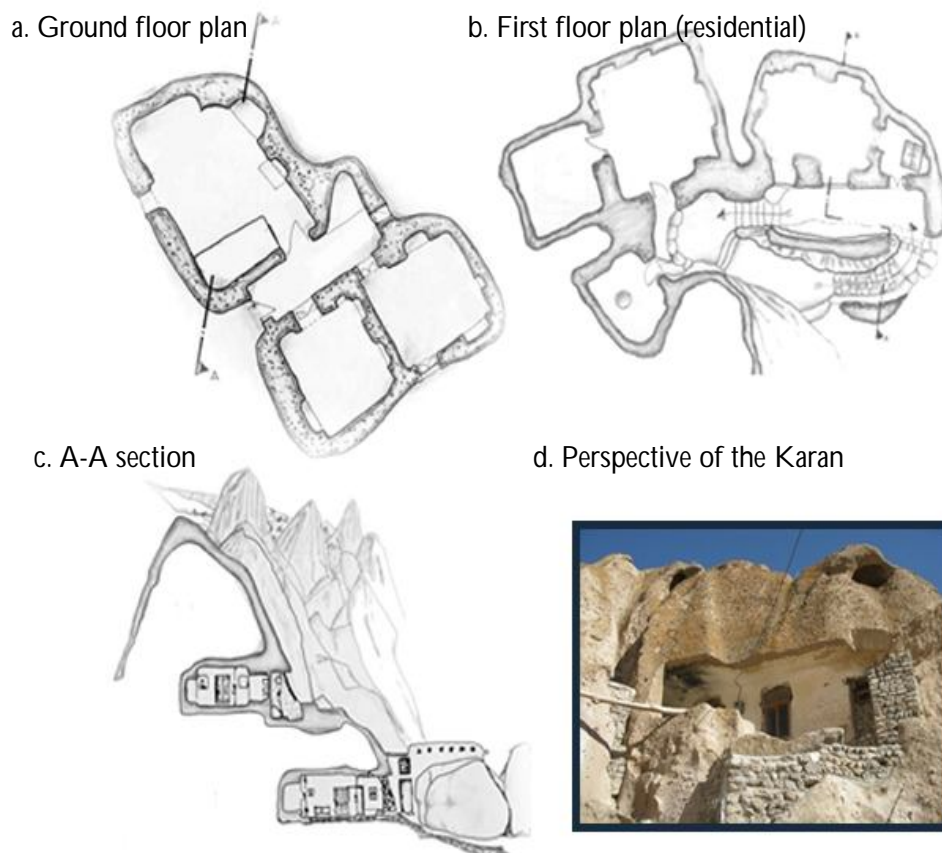 a. Ground floor plan
b. First floor plan (residential)
A
A
c. A-A section
d. Perspective of the Karan